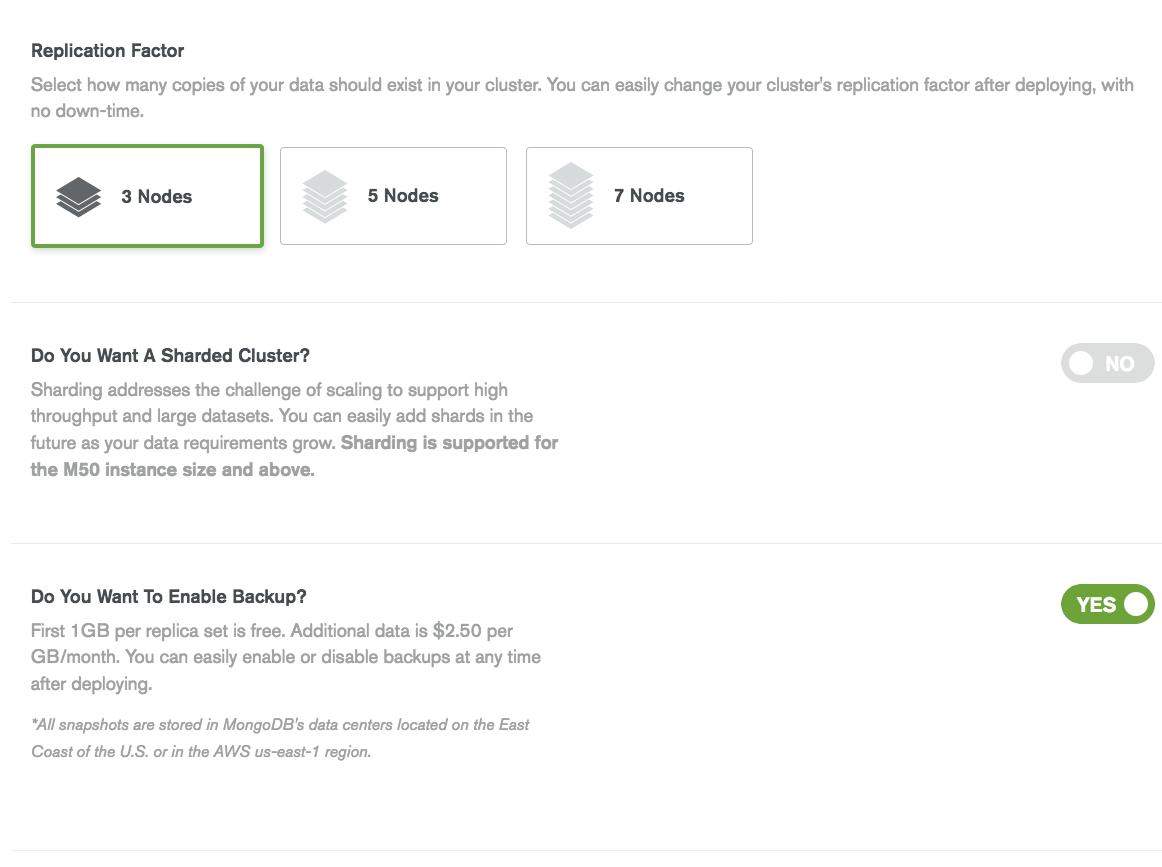 Replication Factor
Select how many copies of your data should exist in your cluster. You can easily change your cluster's replication factor after deploying, with
no down-time.
3 Nodes
5 Nodes
7 Nodes
Do You Want A Sharded Cluster?
NO
Sharding addresses the challenge of scaling to support high
throughput and large datasets. You can easily add shards in the
future as your data requirements grow. Sharding is supported for
the M50 instance size and above.
Do You Want To Enable Backup?
YES
First 1GB per replica set is free. Additional data is $2.50 per
GB/month. You can easily enable or disable backups at any time
after deploying.
*All snapshots are stored in MongoDB's data centers located on the East
Coast of the U.S. or in the AWS us-east-1 region.